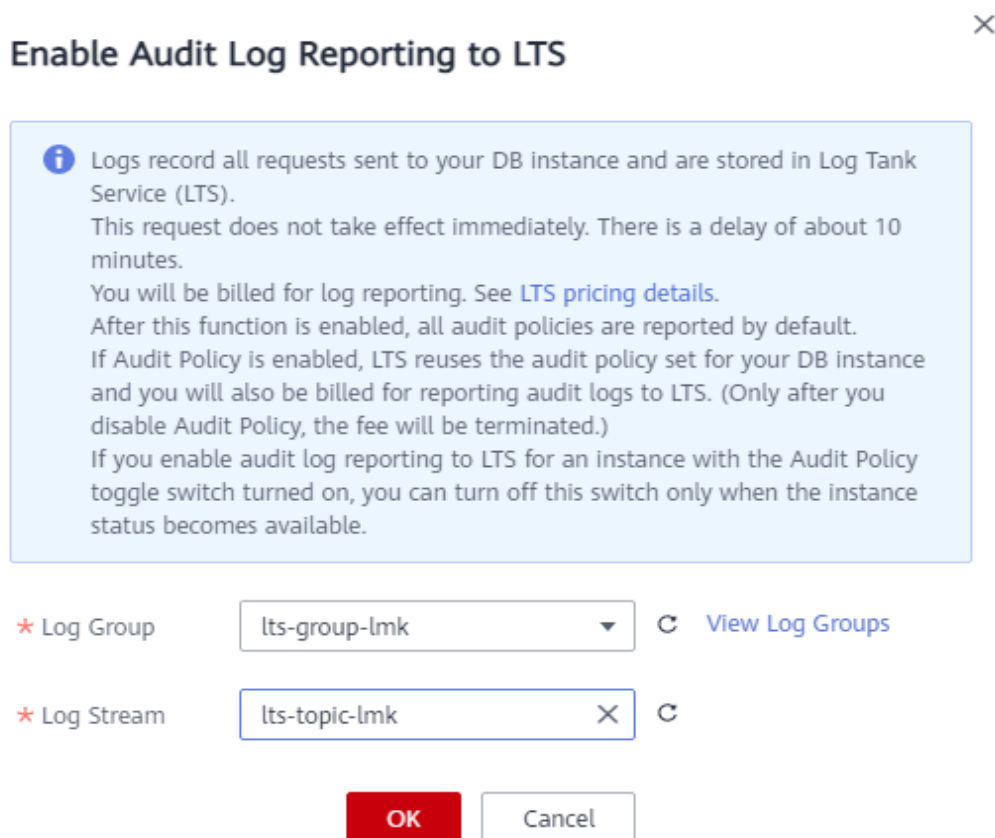 Enable Audit Log Reporting to LTS
Logs record all requests sent to your DB instance and are stored in Log Tank
Service (LTS).
This request does not take effect immediately. There is a delay of about 10
minutes.
You will be billed for log reporting. See LTS pricing details.
After this function is enabled, all audit policies are reported by default.
If Audit Policy is enabled, LTS reuses the audit policy set for your DB instance
and you will also be billed for reporting audit logs to LTS. (Only after you
disable Audit Policy, the fee will be terminated.)
If you enable audit log reporting to LTS for an instance with the Audit Policy
toggle switch turned on, you can turn off this switch only when the instance
status becomes available.
* Log Group lts-group-lmk View Log Groups
* Log Stream lts-topic-lmk
OK Cancel